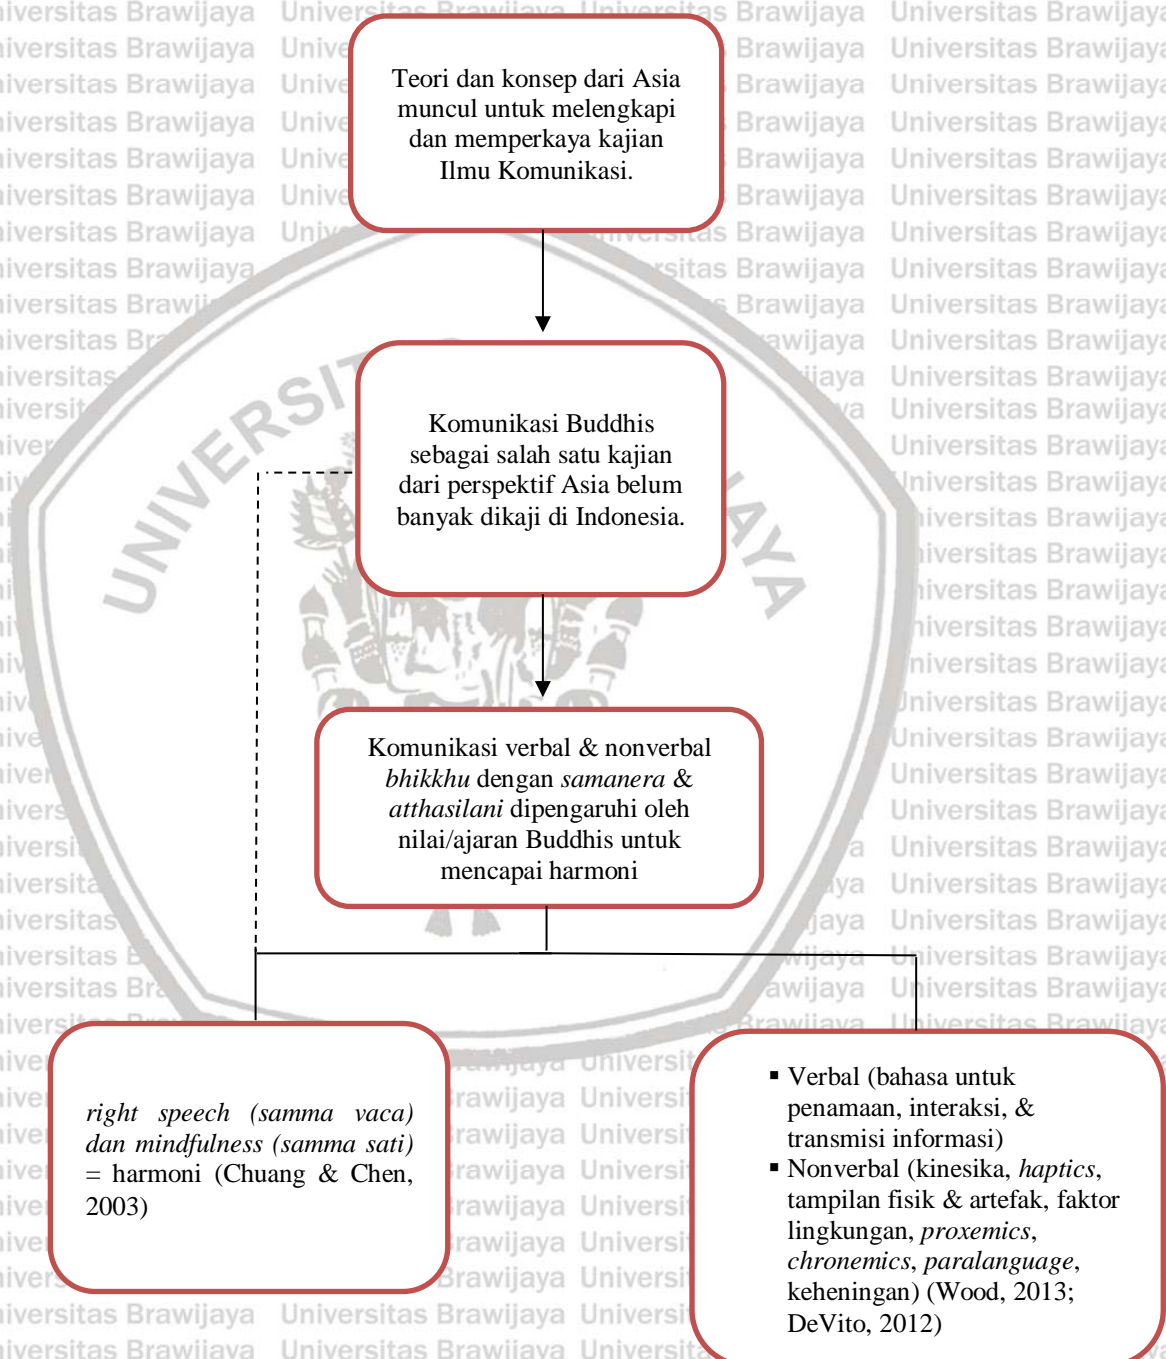 Teori dan konsep dari Asia
muncul untuk melengkapi
dan memperkaya kajian
Ilmu Komunikasi.
Komunikasi Buddhis
sebagai salah satu kajian
dari perspektif Asia belum
banyak dikaji di Indonesia.
Komunikasi verbal & nonverbal
bhikkhu dengan samanera &
atthasilani dipengaruhi oleh
nilai/ajaran Buddhis untuk
mencapai harmoni
right speech (samma vaca)
dan mindfulness (samma sati)
= harmoni (Chuang & Chen,
2003)
▪ Verbal (bahasa untuk
penamaan, interaksi, &
transmisi informasi)
▪ Nonverbal (kinesika, haptics,
tampilan fisik & artefak, faktor
lingkungan, proxemics,
chronemics, paralanguage,
keheningan) (Wood, 2013;
DeVito, 2012)